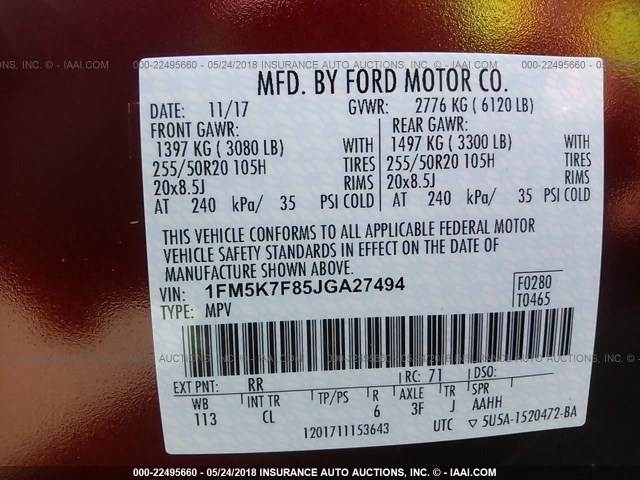 000-22495660 - 05/24/2018 INSURANCE AUTO AUCTIONS, INC. © - IAAI.COM
MFD. BY FORD MOTOR CO.
DATE: 11/17 GVWR: 2776 KG ( 6120 LB)
FRONT GAWR: REAR GAWR:
1397 KG ( 3080 LB) WITH 1497 KG ( 3300 LB) WITH
255/50R20 105H TIRES 255/50R20 105H TIRES
20x8.5J RIMS 20x8.5J RIMS
AT 240 kPa/ 35 PSI COLD AT 240 kPa/ 35 PSI COLD
THIS VEHICLE CONFORMS TO ALL APPLICABLE FEDERAL MOTOR
VEHICLE SAFETY STANDARDS IN EFFECT ON THE DATE OF
MANUFACTURE SHOWN ABOVE.
VIN: 1FM5K7F85JGA27494 F0280
TYPE: MPV T0465
EXT PNT: RR RC: 71 DSO:
WB INT TR TP/PS R AXLE TR SPR
113 CL 6 3F J AAHH
1201711153643 UTC ▽ 5U5A-1520472-BA
000-22495660 - 05/24/2018 INSURANCE AUTO AUCTIONS, INC. © - IAAI.COM